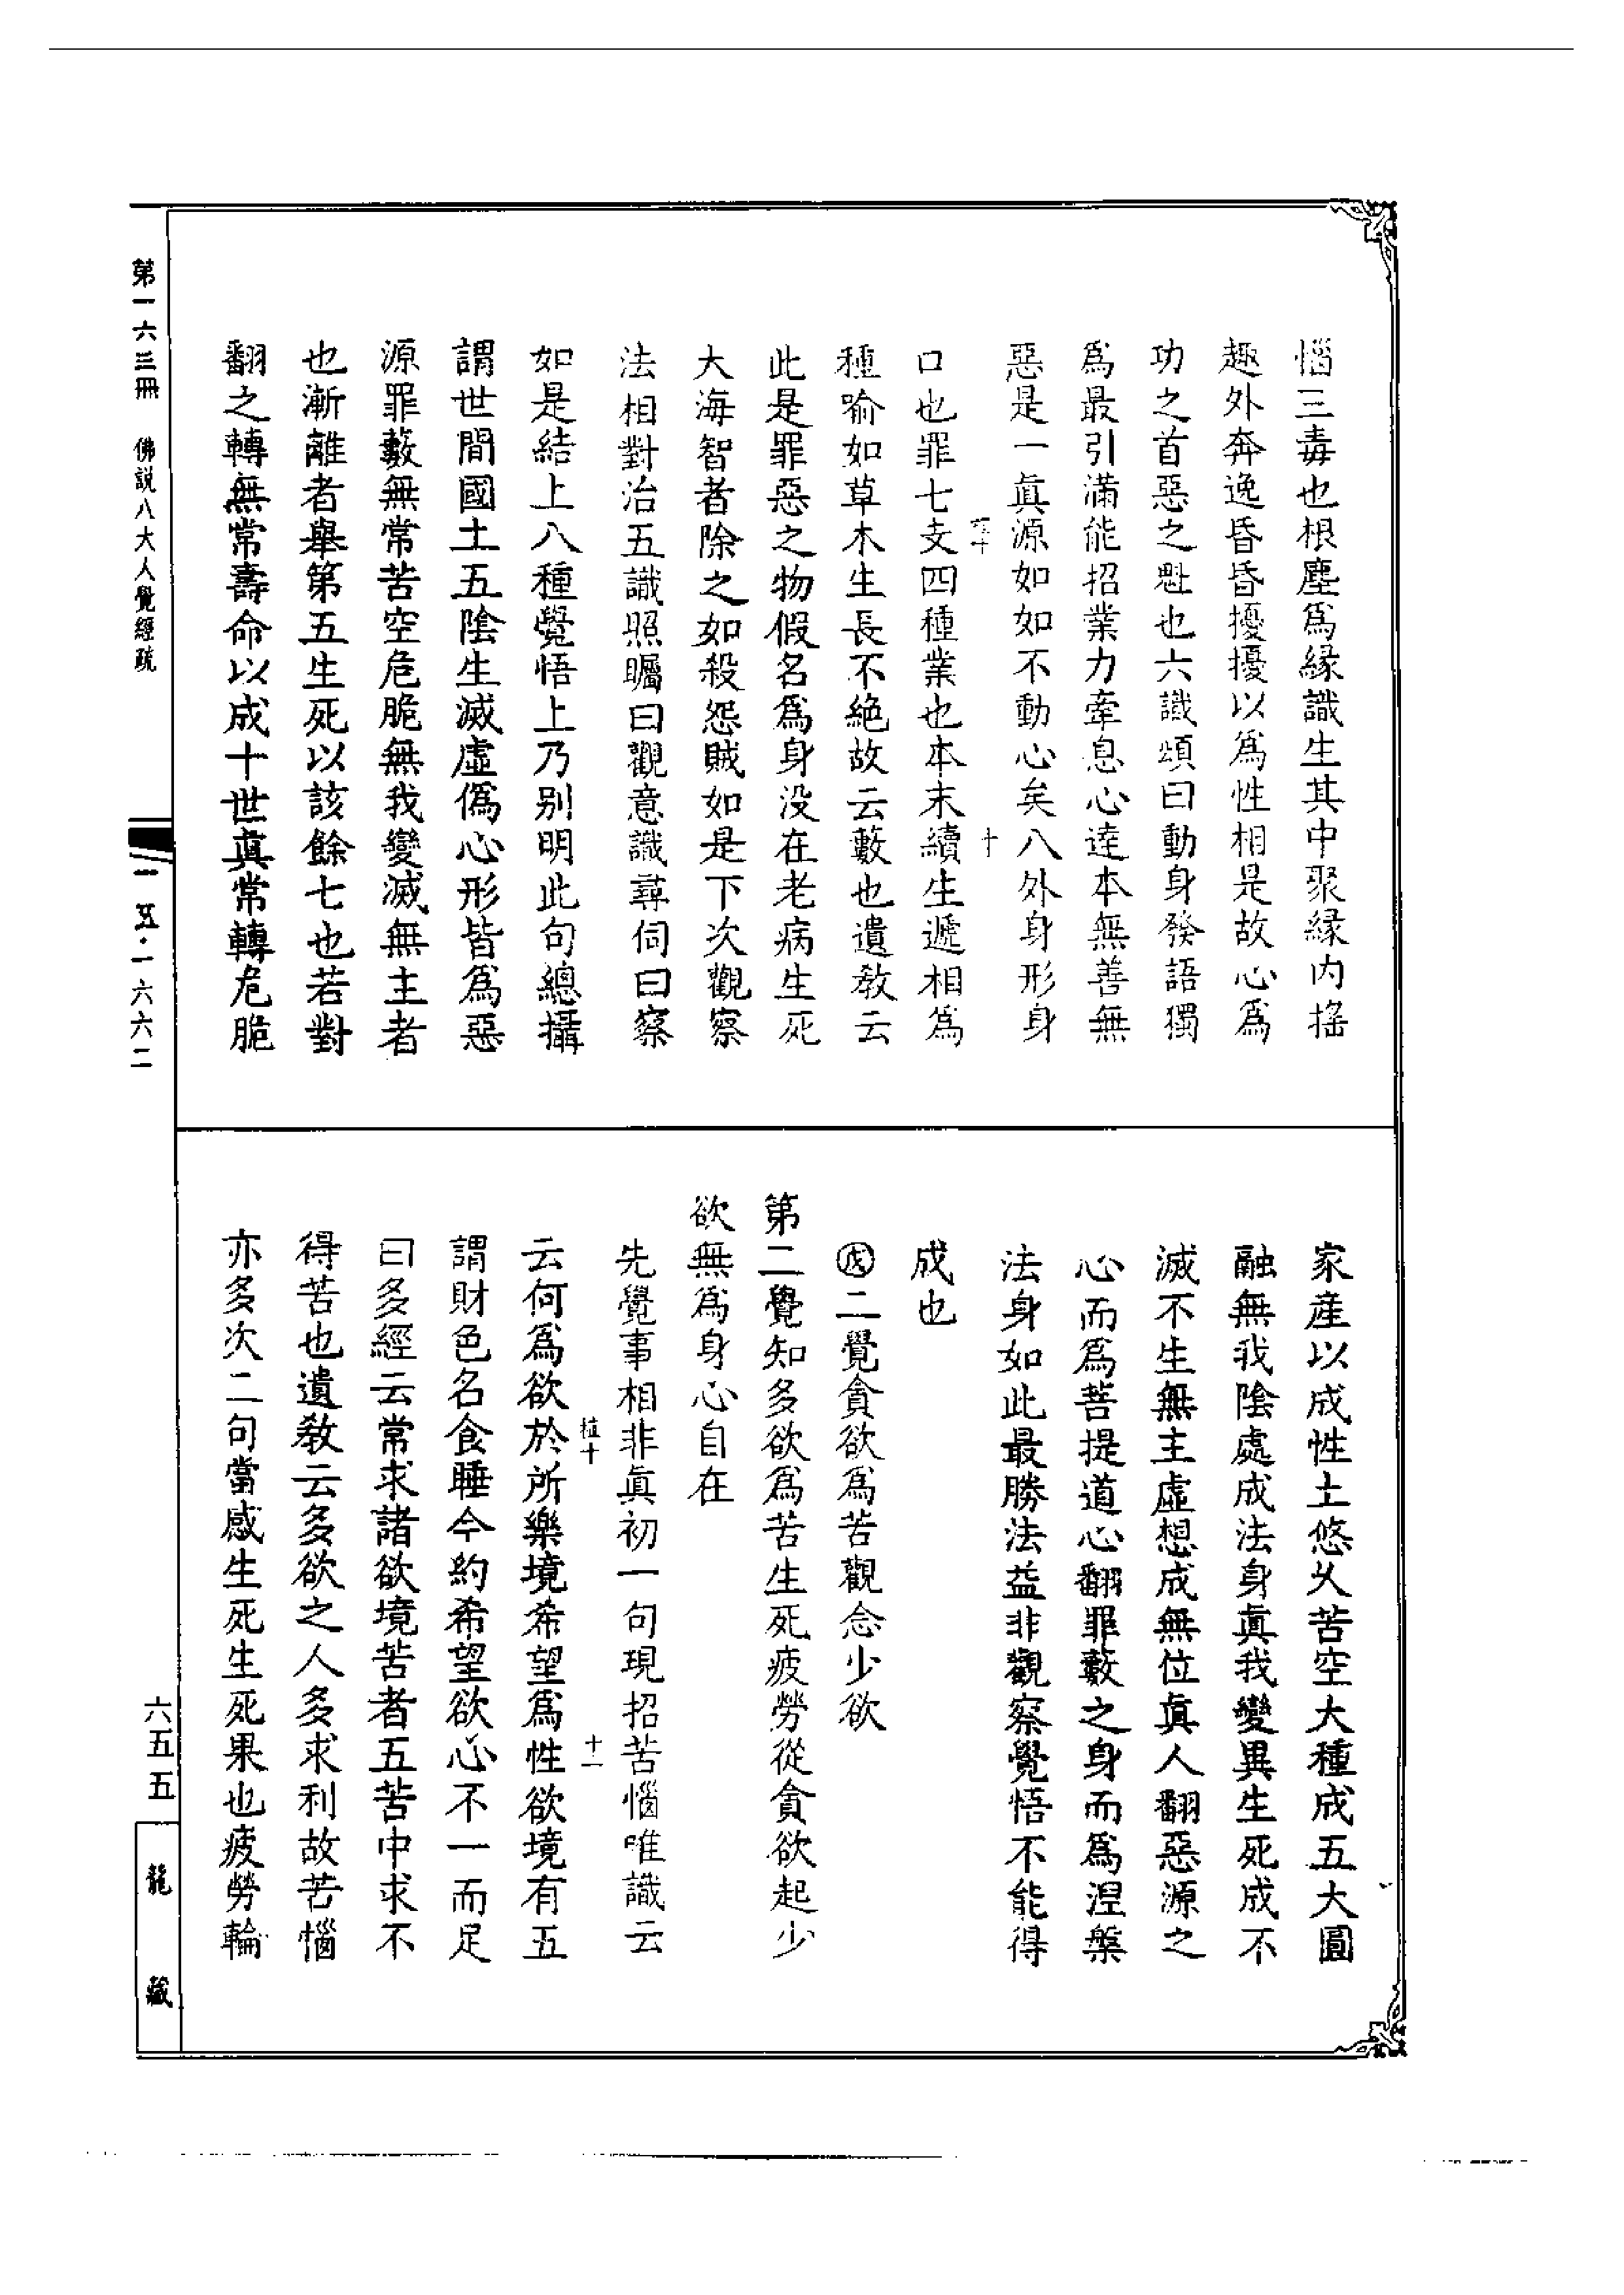 惱三毒也根塵爲緣識生其中聚緣內搖
趣外奔逸昏昏擾擾以爲性相是故心爲
功之首惡之魁也六識頌曰動身發語獨
爲最引滿能招業力牽息心達本無善無
惡是一眞源如如不動心矣八外身形身
口也罪七支四種業也本末續生遞相爲
種喻如草木生長不絶故云藪也遺敎云
此是罪惡之物假名爲身没在老病生死
大海智者除之如殺怨賊如是下次觀察
法相對治五識照矚曰觀意識尋伺曰察
如是結上八種覺悟上乃别明此句總攝
謂世間國土五陰生滅虛僞心形皆爲惡
源罪藪無常苦空危脆無我變滅無主者
也漸離者舉第五生死以該餘七也若對
翻之轉無常壽命以成十世眞常轉危脆
家産以成性土悠乆苦空大種成五大圓
融無我陰處成法身眞我變異生死成不
滅不生無主虛想成無位眞人翻惡源之
心而爲菩提道心翻罪藪之身而爲涅槃
法身如此最勝法益非觀察覺悟不能得
成也
㊛二覺貪欲爲苦觀念少欲
第二覺知多欲爲苦生死疲勞從貪欲起少
欲無爲身心自在
先覺事相非眞初一句現招苦惱唯識云
云何爲欲於所樂境希望爲性欲境有五
植十
十一
謂財色名食睡今約希望欲心不一而足
曰多經云常求諸欲境苦者五苦中求不
得苦也遺敎云多欲之人多求利故苦惱
亦多次二句當感生死生死果也疲勞輪
第一六三冊 佛説八大人覺經疏
一五·一六六二
六五五
龍藏